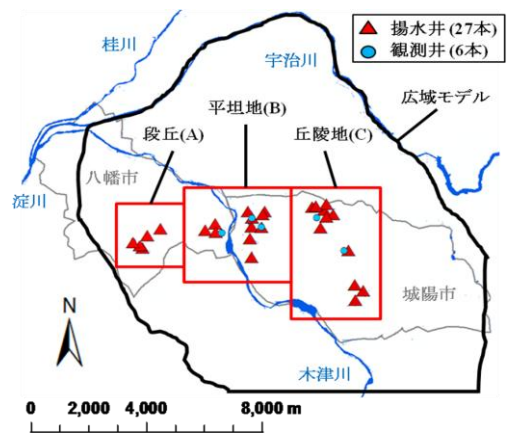 桂川
宇治川
揚水井(27本)
観測井(6本)
平坦地(B)
広域モデル
段丘(A)
丘陵地(C)
八幡市
淀川
城陽市
N
木津川
0 2,000 4,000 8,000 m